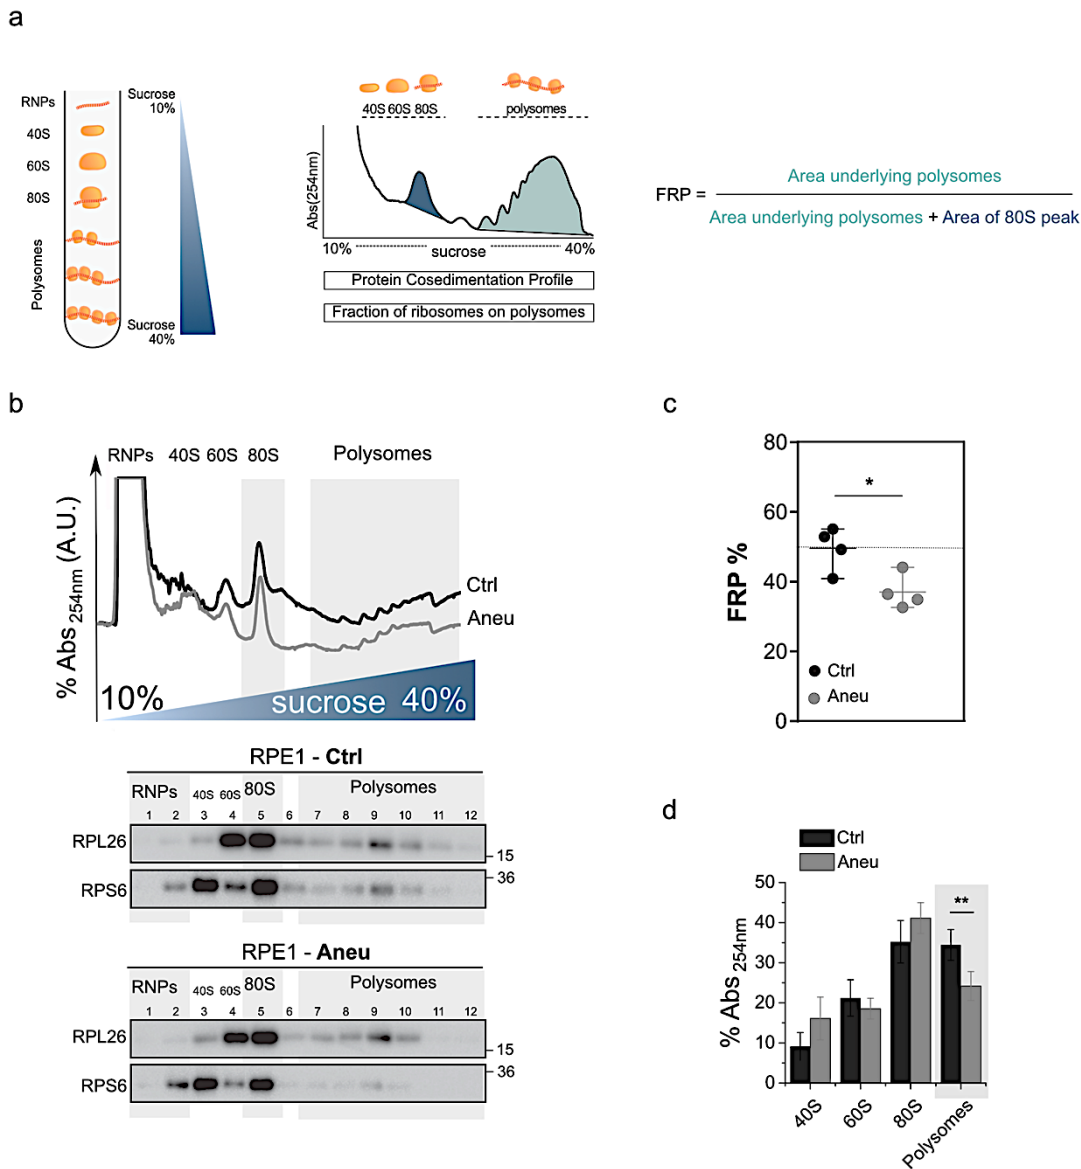 a
RNPs
40S
60S
80S
Polysomes
Sucrose
10%
Sucrose
40%
40S 60S 80S
polysomes
Abs(254nm)
10%
sucrose
40%
Protein Cosedimentation Profile
Fraction of ribosomes on polysomes
FRP =
Area underlying polysomes
Area underlying polysomes + Area of 80S peak
b
RNPs 40S 60S 80S Polysomes
% Abs 254nm (A.U.)
Ctrl
Aneu
10% sucrose 40%
RPE1 - Ctrl
RNPs 40S 60S 80S Polysomes
1 2 3 4 5 6 7 8 9 10 11 12
RPL26
15
36
RPS6
RPE1 - Aneu
RNPs 40S 60S 80S Polysomes
1 2 3 4 5 6 7 8 9 10 11 12
RPL26
15
36
RPS6
c
80
60
40
20
0
FRP %
*
Ctrl
Aneu
d
Ctrl
Aneu
50
40
30
20
10
0
% Abs 254nm
**
40S
60S
80S
Polysomes